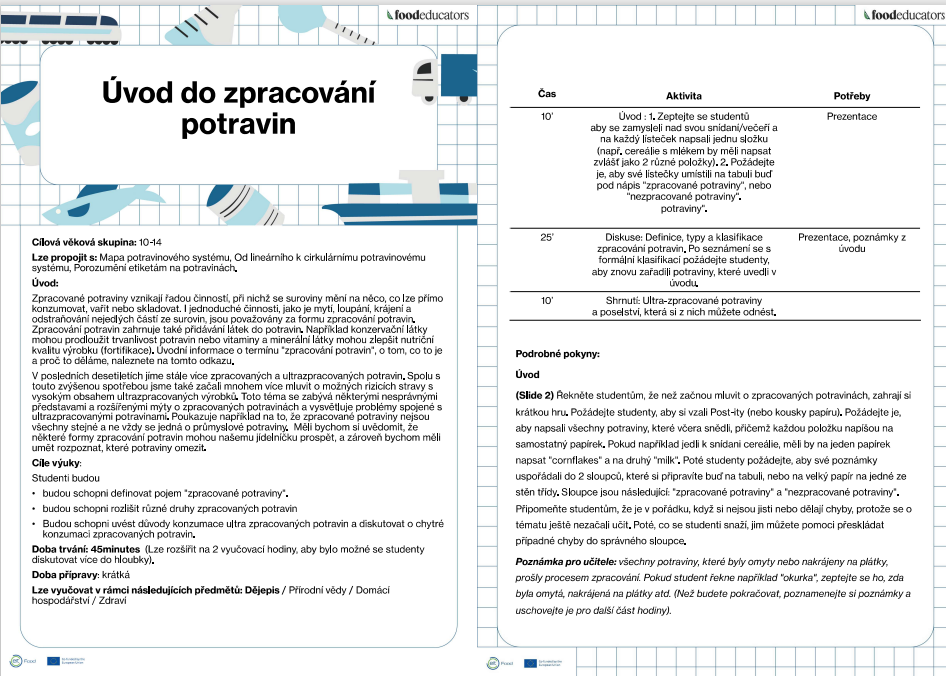 foodeducators
Úvod do zpracování
potravin
Cílová věková skupina: 10-14
Lze propojit s: Mapa potravinového systému, Od lineárního k cirkulárnímu potravinovému
systému, Porozumění etiketám na potravinách.
Úvod:
Zpracované potraviny vznikají řadou činností, při nichž se suroviny mění na něco, co lze přímo
konzumovat, vařit nebo skladovat. I jednoduché činnosti, jako je mytí, loupání, krájení a
odstraňování nejedlých částí ze surovin, jsou považovány za formu zpracování potravin.
Zpracování potravin zahrnuje také přidávání látek do potravin. Například konzervační látky
mohou prodloužit trvanlivost potravin nebo vitaminy a minerální látky mohou zlepšit nutriční
kvalitu výrobku (fortifikace). Úvodní informace o termínu "zpracování potravin", o tom, co to je
a proč to děláme, naleznete na tomto odkazu.
V posledních desetiletích jíme stále více zpracovaných a ultrazpracovaných potravin. Spolu s
touto zvýšenou spotřebou jsme také začali mnohem více mluvit o možných rizicích stravy s
vysokým obsahem ultrazpracovaných výrobků. Toto téma se zabývá některými nesprávnými
představami a rozšířenými mýty o zpracovaných potravinách a vysvětluje problémy spojené s
ultrazpracovanými potravinami. Poukazuje například na to, že zpracované potraviny nejsou
všechny stejné a ne vždy se jedná o průmyslové potraviny. Měli bychom si uvědomit, že
některé formy zpracování potravin mohou našemu jídelníčku prospět, a zároveň bychom měli
umět rozpoznat, které potraviny omezit.
Cíle výuky:
Studenti budou
• budou schopni definovat pojem "zpracované potraviny".
• budou schopni rozlišit různé druhy zpracovaných potravin
• Budou schopni uvést důvody konzumace ultra zpracovaných potravin a diskutovat o chytré
konzumaci zpracovaných potravin.
Doba trvání: 45minutes (Lze rozšířit na 2 vyučovací hodiny, aby bylo možné se studenty
diskutovat více do hloubky).
Doba přípravy: krátká
Lze vyučovat v rámci následujících předmětů: Dějepis / Přírodní vědy / Domácí
hospodářství / Zdraví
eit Food
Co-funded by the
European Union
foodeducators
Čas Aktivita Potřeby
10' Úvod : 1. Zeptejte se studentů Prezentace
aby se zamysleli nad svou snídaní/večeří a
na každý lísteček napsali jednu složku
(např. cereálie s mlékem by měli napsat
zvlášť jako 2 různé položky). 2. Požádejte
je, aby své lístečky umístili na tabuli buď
pod nápis "zpracované potraviny", nebo
"nezpracované potraviny".
potraviny".
25' Diskuse: Definice, typy a klasifikace Prezentace, poznámky z
zpracování potravin. Po seznámení se s úvodu
formální klasifikací požádejte studenty,
aby znovu zařadili potraviny, které uvedli v
úvodu.
10' Shrnutí: Ultra-zpracované potraviny
a poselství, která si z nich můžete odnést.
Podrobné pokyny:
Úvod
(Slide 2) Řekněte studentům, že než začnou mluvit o zpracovaných potravinách, zahrají si
krátkou hru. Požádejte studenty, aby si vzali Post-ity (nebo kousky papíru). Požádejte je,
aby napsali všechny potraviny, které včera snědli, přičemž každou položku napíšou na
samostatný papírek. Pokud například jedli k snídani cereálie, měli by na jeden papírek
napsat "cornflakes" a na druhý "milk". Poté studenty požádejte, aby své poznámky
uspořádali do 2 sloupců, které si připravíte buď na tabuli, nebo na velký papír na jedné ze
stěn třídy. Sloupce jsou následující: "zpracované potraviny" a "nezpracované potraviny".
Připomeňte studentům, že je v pořádku, když si nejsou jisti nebo dělají chyby, protože se o
tématu ještě nezačali učit. Poté, co se studenti snaží, jim můžete pomoci přeskládat
případné chyby do správného sloupce.
Poznámka pro učitele: všechny potraviny, které byly omyty nebo nakrájeny na plátky,
prošly procesem zpracování. Pokud student řekne například "okurka", zeptejte se ho, zda
byla omytá, nakrájená na plátky atd. (Než budete pokračovat, poznamenejte si poznámky a
uschovejte je pro další část hodiny).
eit Food
Co-funded by the
European Union